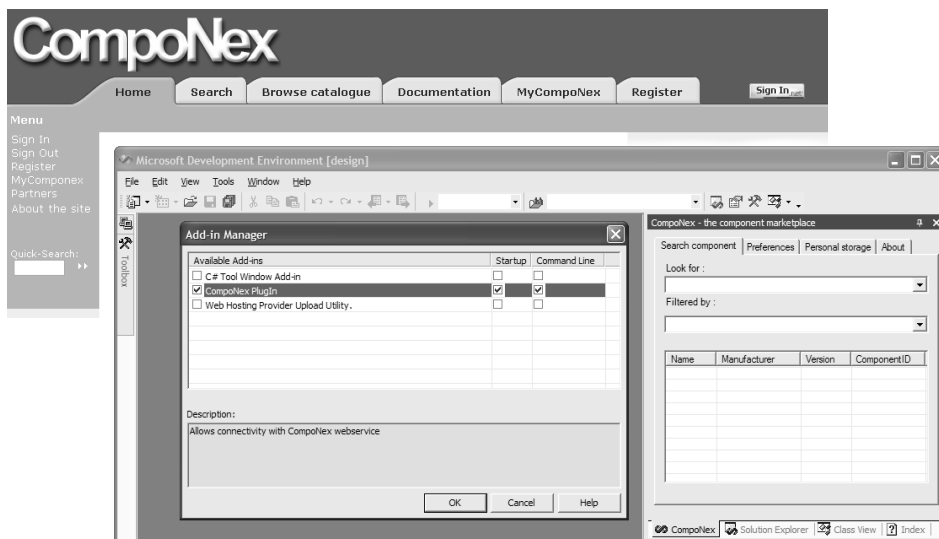 CompoNex
Home Search Browse catalogue Documentation MyCompoNex Register Sign In .net
Menu
Sign In
Sign Out
Register
MyComponex
Partners
About the site
Quick-Search:
Microsoft Development Environment [design]
File Edit View Tools Window Help
Toolbox
Add-in Manager
Available Add-ins Startup Command Line
C# Tool Window Add-in
CompoNex PlugIn
Web Hosting Provider Upload Utility.
Description:
Allows connectivity with CompoNex webservice
OK Cancel Help
CompoNex - the component marketplace
Search component Preferences Personal storage About
Look for :
Filtered by :
Name Manufacturer Version ComponentID
CompoNex Solution Explorer Class View Index